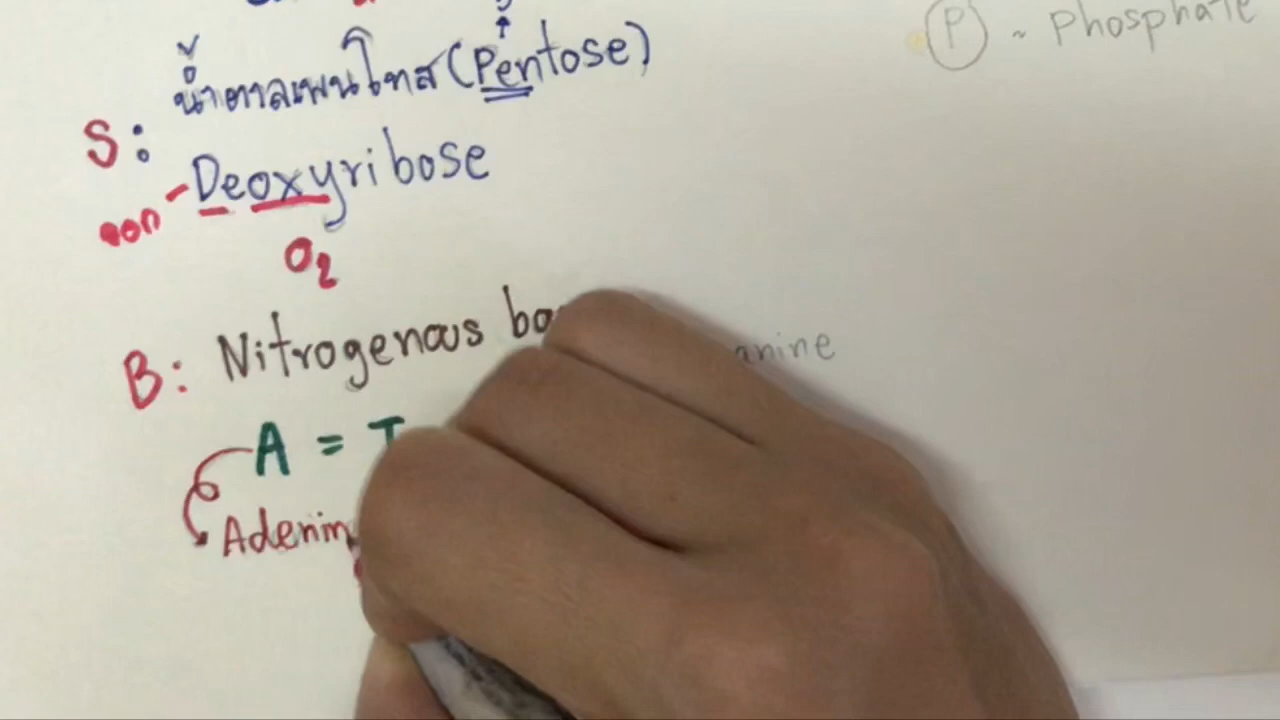 P ~ Phosphate
น้ำตาลเพนโทส (Pentose)
S:
Deoxyribose
ออก
O2
B: Nitrogenous
anine
A = T
Adenin